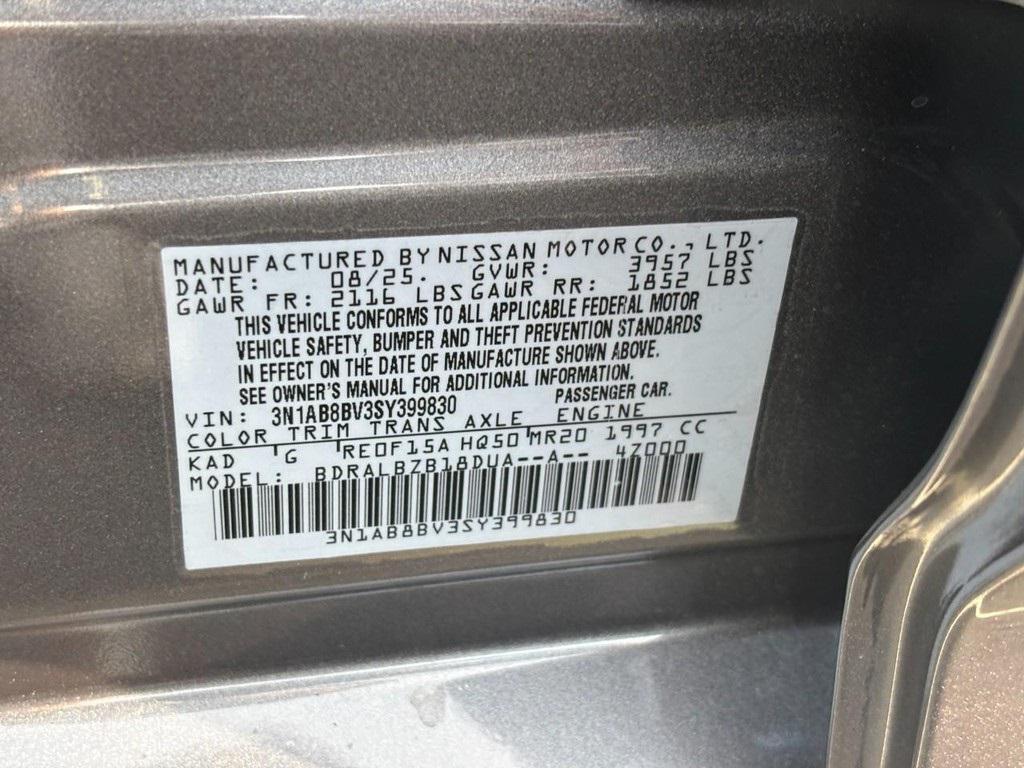 MANUFACTURED BY NISSAN MOTOR CO., LTD.
DATE: 08/25. GVWR: 3957 LBS
GAWR FR: 2116 LBS GAWR RR: 1852 LBS
THIS VEHICLE CONFORMS TO ALL APPLICABLE FEDERAL MOTOR
VEHICLE SAFETY, BUMPER AND THEFT PREVENTION STANDARDS
IN EFFECT ON THE DATE OF MANUFACTURE SHOWN ABOVE.
SEE OWNER'S MANUAL FOR ADDITIONAL INFORMATION.
VIN: 3N1AB8BV3SY399830 PASSENGER CAR.
COLOR TRIM TRANS AXLE ENGINE
KAD G RE0F15A HQ50 MR20 1997 CC
MODEL: BDRALBZB18DUA--A-- 47000
3N1AB8BV3SY399830